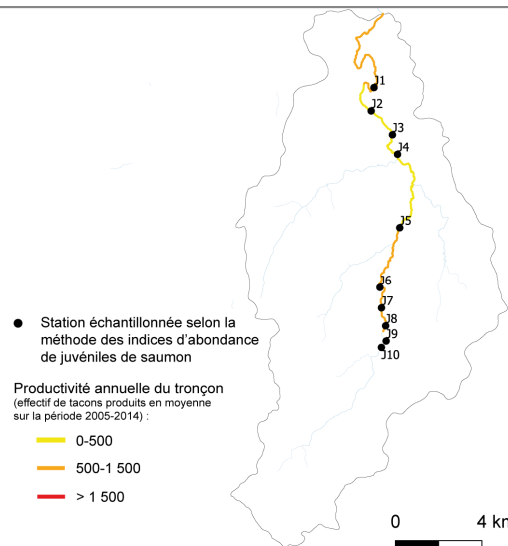 J1
J2
J3
J4
J5
J6
J7
J8
J9
J10
Station échantillonnée selon la
méthode des indices d'abondance
de juvéniles de saumon
Productivité annuelle du tronçon
(effectif de tacons produits en moyenne
sur la période 2005-2014) :
0-500
500-1 500
> 1 500
0 4 km